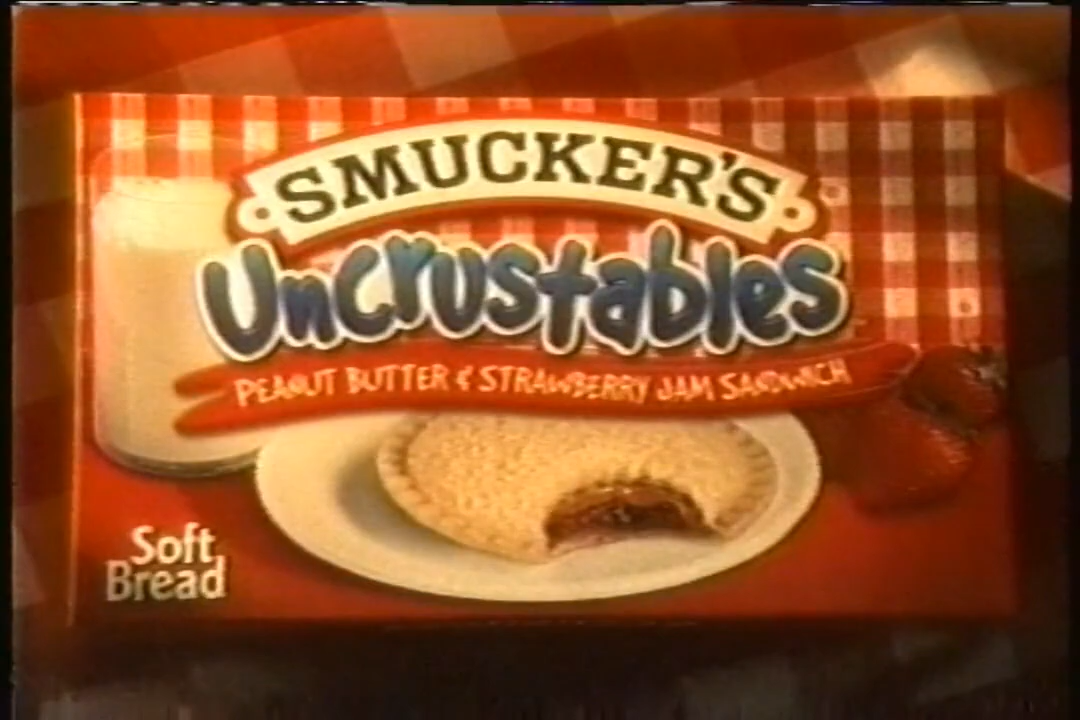 SMUCKER'S
Uncrustables
PEANUT BUTTER & STRAWBERRY JAM SANDWICH
Soft
Bread